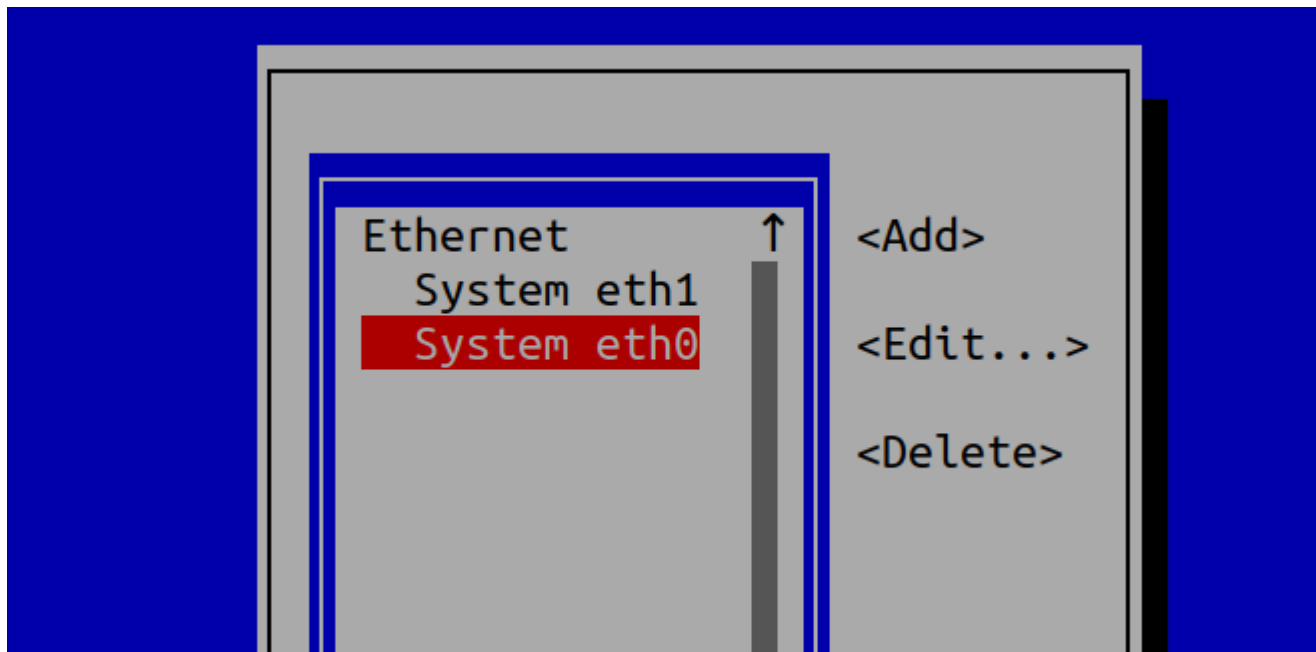 Ethernet ↑
System eth1
System eth0
<Add>
<Edit...>
<Delete>